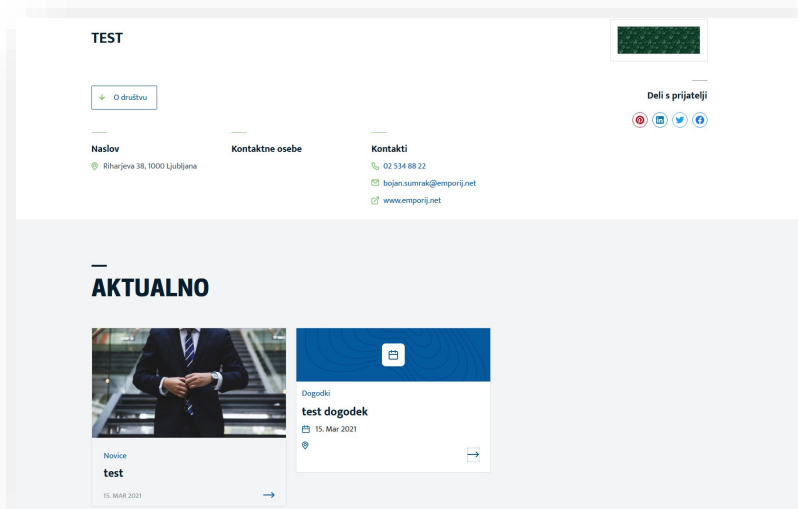 TEST
O društvu
Deli s prijatelji
Naslov
Riharjeva 38, 1000 Ljubljana
Kontaktne osebe
Kontakti
02 534 88 22
bojan.sumrak@emporij.net
www.emporij.net
AKTUALNO
Novice
test
15. MAR 2021
Dogodki
test dogodek
15. Mar 2021